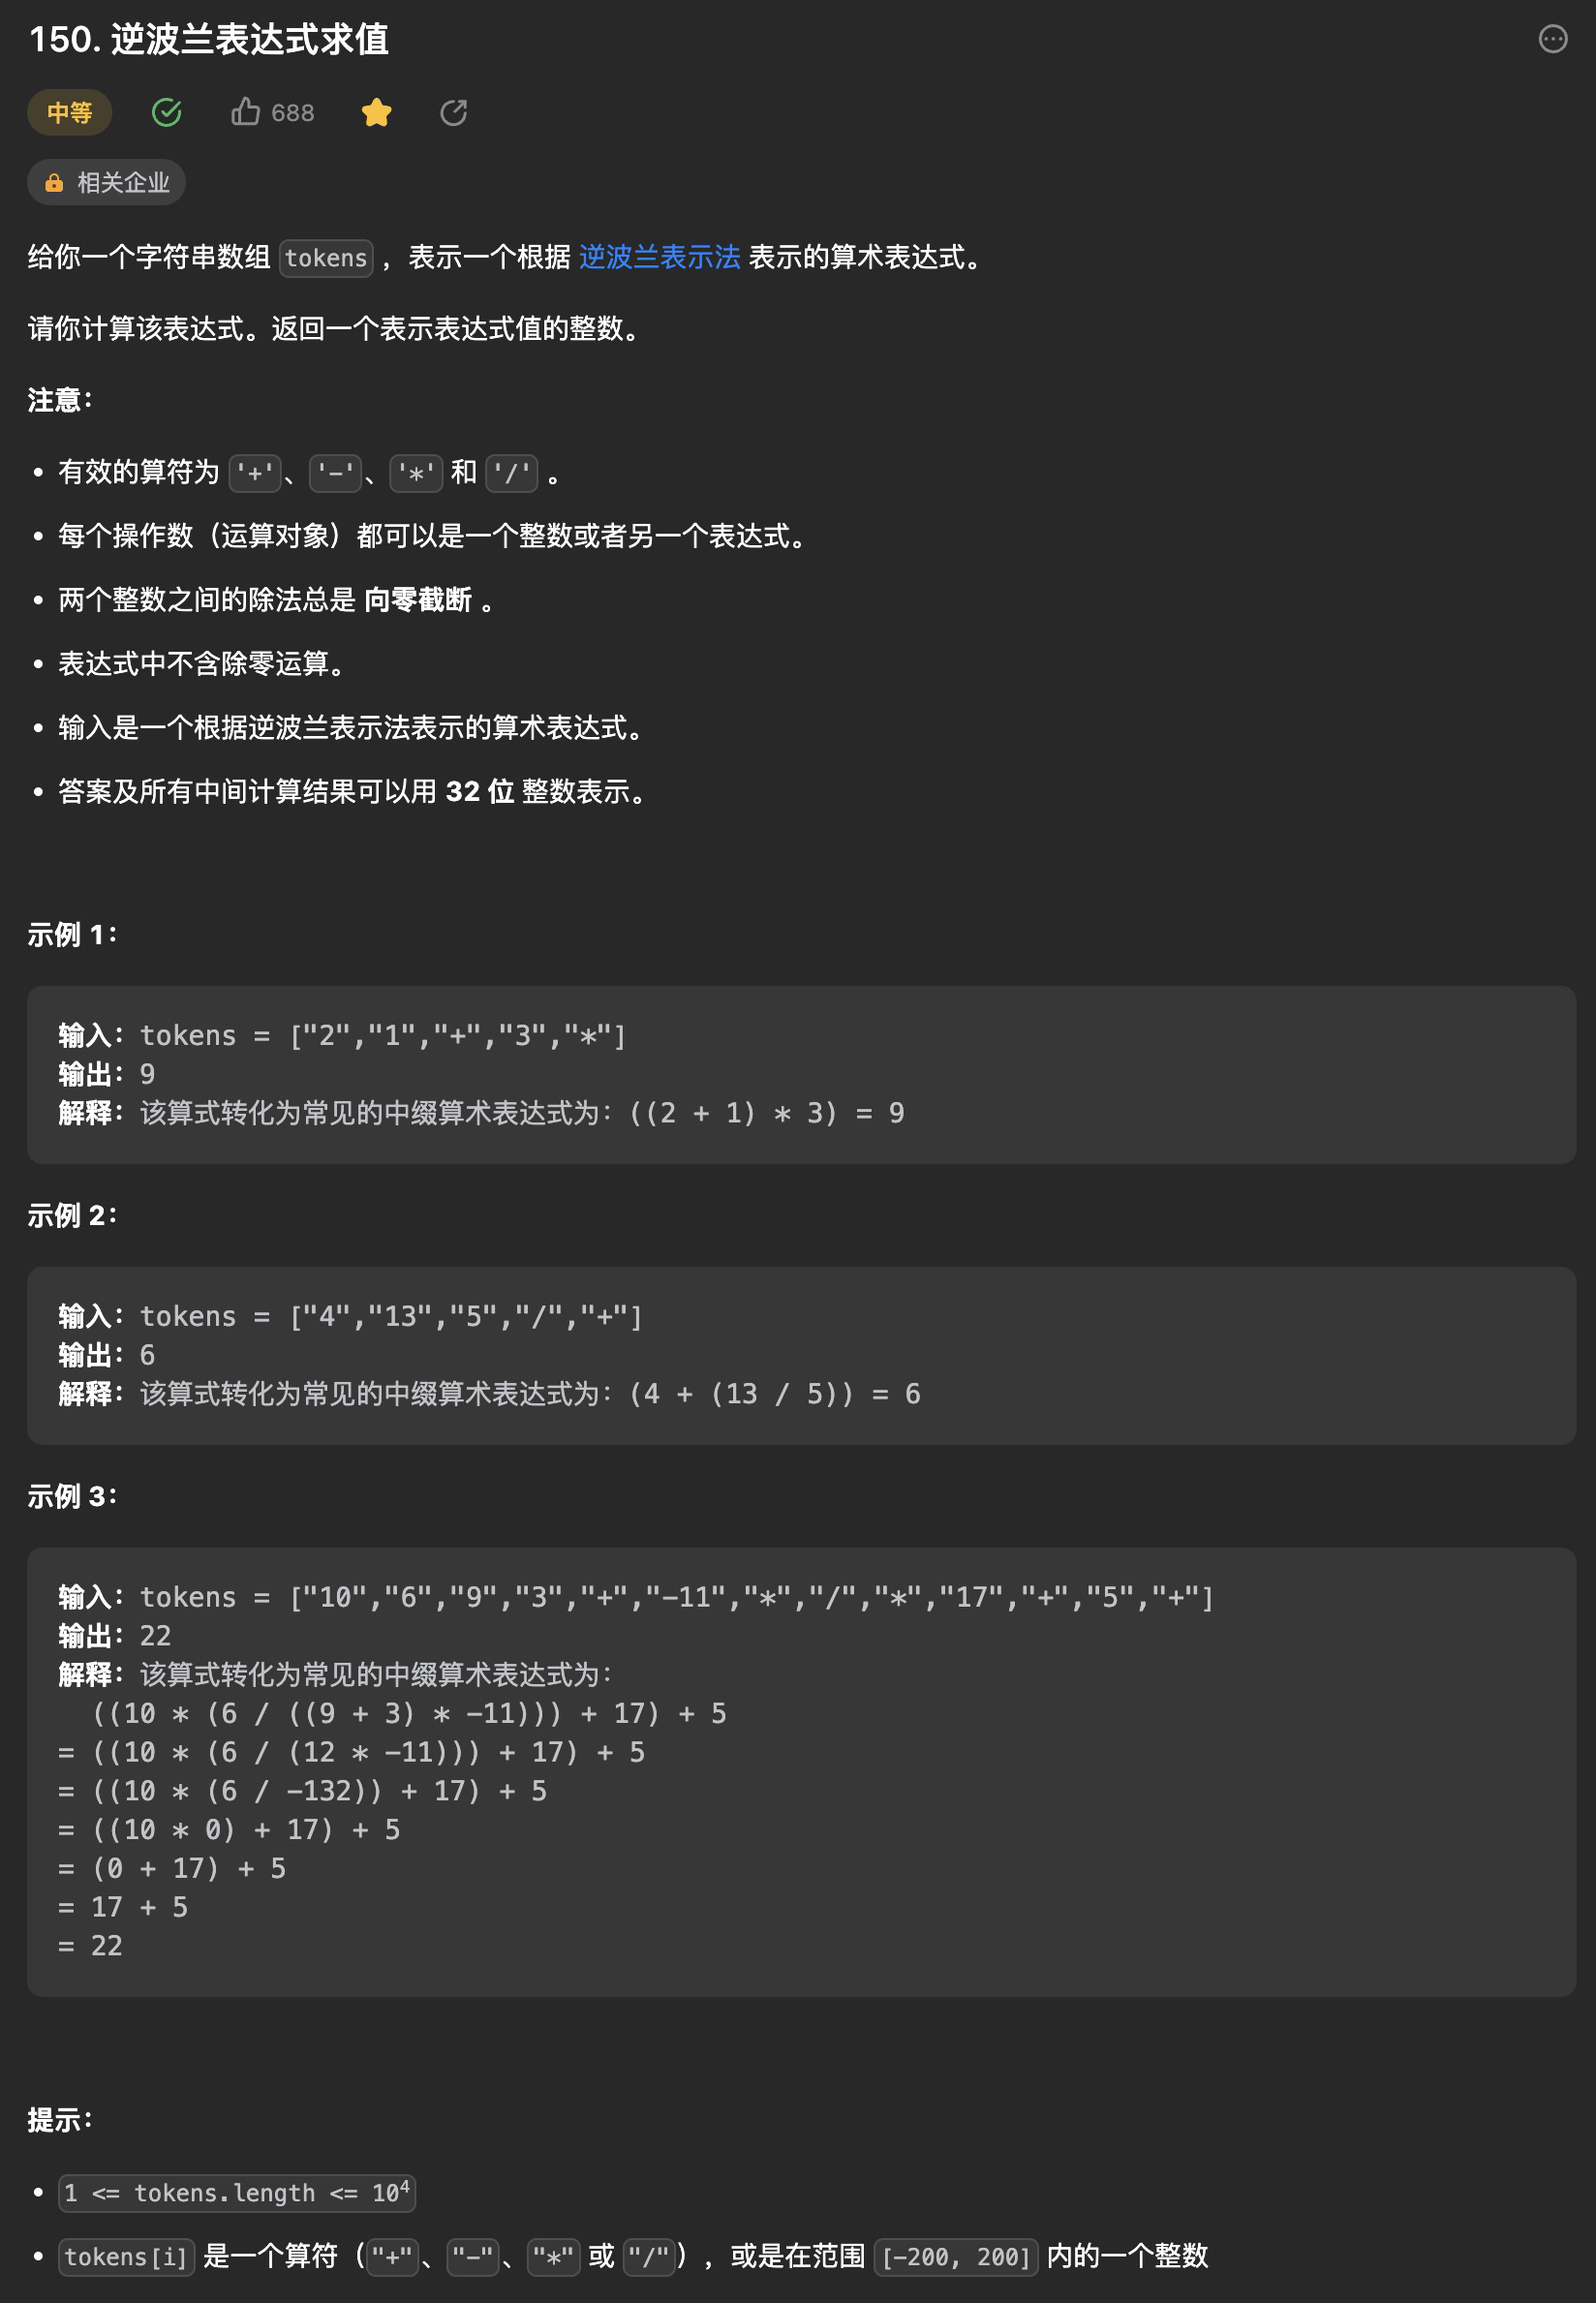 150. 逆波兰表达式求值
中等 688
相关企业
给你一个字符串数组 tokens ，表示一个根据 逆波兰表示法 表示的算术表达式。
请你计算该表达式。返回一个表示表达式值的整数。
注意：
• 有效的算符为 '+'、'-'、'*' 和 '/' 。
• 每个操作数（运算对象）都可以是一个整数或者另一个表达式。
• 两个整数之间的除法总是 向零截断 。
• 表达式中不含除零运算。
• 输入是一个根据逆波兰表示法表示的算术表达式。
• 答案及所有中间计算结果可以用 32 位 整数表示。
示例 1：
输入：tokens = ["2","1","+","3","*"]
输出：9
解释：该算式转化为常见的中缀算术表达式为：((2 + 1) * 3) = 9
示例 2：
输入：tokens = ["4","13","5","/","+"]
输出：6
解释：该算式转化为常见的中缀算术表达式为：(4 + (13 / 5)) = 6
示例 3：
输入：tokens = ["10","6","9","3","+","-11","*","/","*","17","+","5","+"]
输出：22
解释：该算式转化为常见的中缀算术表达式为：
((10 * (6 / ((9 + 3) * -11))) + 17) + 5
= ((10 * (6 / (12 * -11))) + 17) + 5
= ((10 * (6 / -132)) + 17) + 5
= ((10 * 0) + 17) + 5
= (0 + 17) + 5
= 17 + 5
= 22
提示：
• 1 <= tokens.length <= 10⁴
• tokens[i] 是一个算符（"+"、"-"、"*" 或 "/"），或是在范围 [-200, 200] 内的一个整数